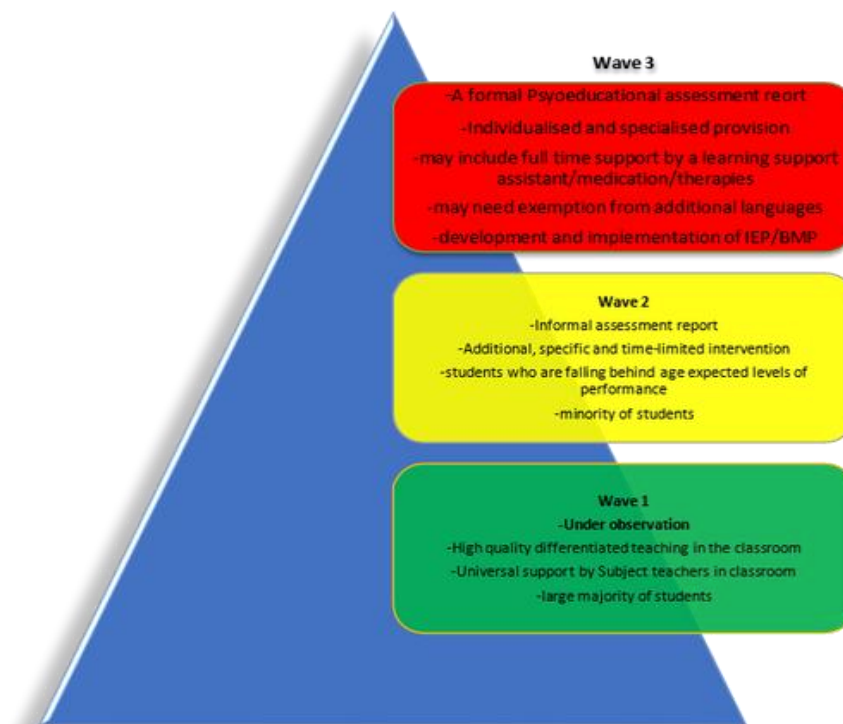 Wave 3
-A formal Psyoeducational assessment reort
-Individualised and specialised provision
-may include full time support by a learning support
assistant/medication/therapies
-may need exemption from additional languages
-development and implementation of IEP/BMP
Wave 2
-Informal assessment report
-Additional, specific and time-limited intervention
-students who are falling behind age expected levels of
performance
-minority of students
Wave 1
-Under observation
-High quality differentiated teaching in the classroom
-Universal support by Subject teachers in classroom
-large majority of students